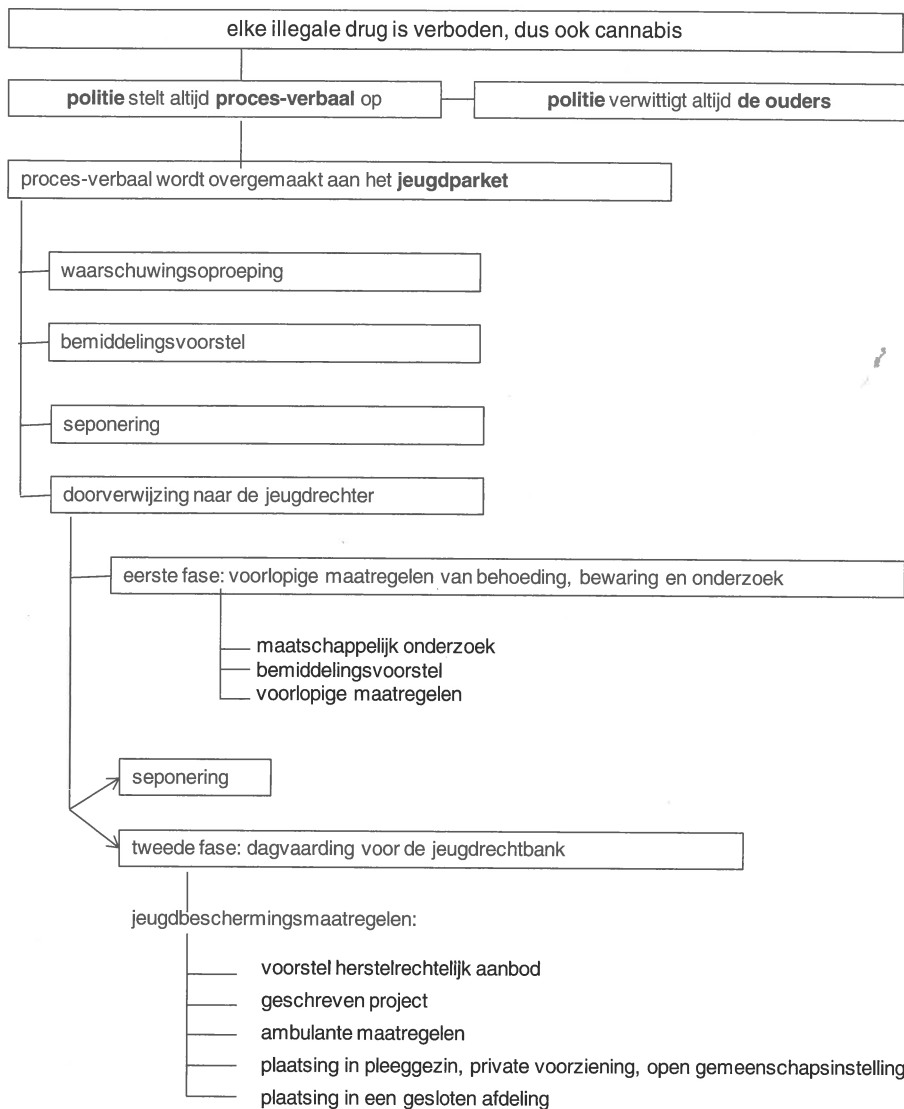 elke illegale drug is verboden, dus ook cannabis
politie stelt altijd proces-verbaal op
politie verwittigt altijd de ouders
proces-verbaal wordt overgemaakt aan het jeugdparket
waarschuwingsoproeping
bemiddelingsvoorstel
seponering
doorverwijzing naar de jeugdrechter
eerste fase: voorlopige maatregelen van behoeding, bewaring en onderzoek
maatschappelijk onderzoek
bemiddelingsvoorstel
voorlopige maatregelen
seponering
tweede fase: dagvaarding voor de jeugdrechtbank
jeugdbeschermingsmaatregelen:
voorstel herstelrechtelijk aanbod
geschreven project
ambulante maatregelen
plaatsing in pleeggezin, private voorziening, open gemeenschapsinstelling
plaatsing in een gesloten afdeling